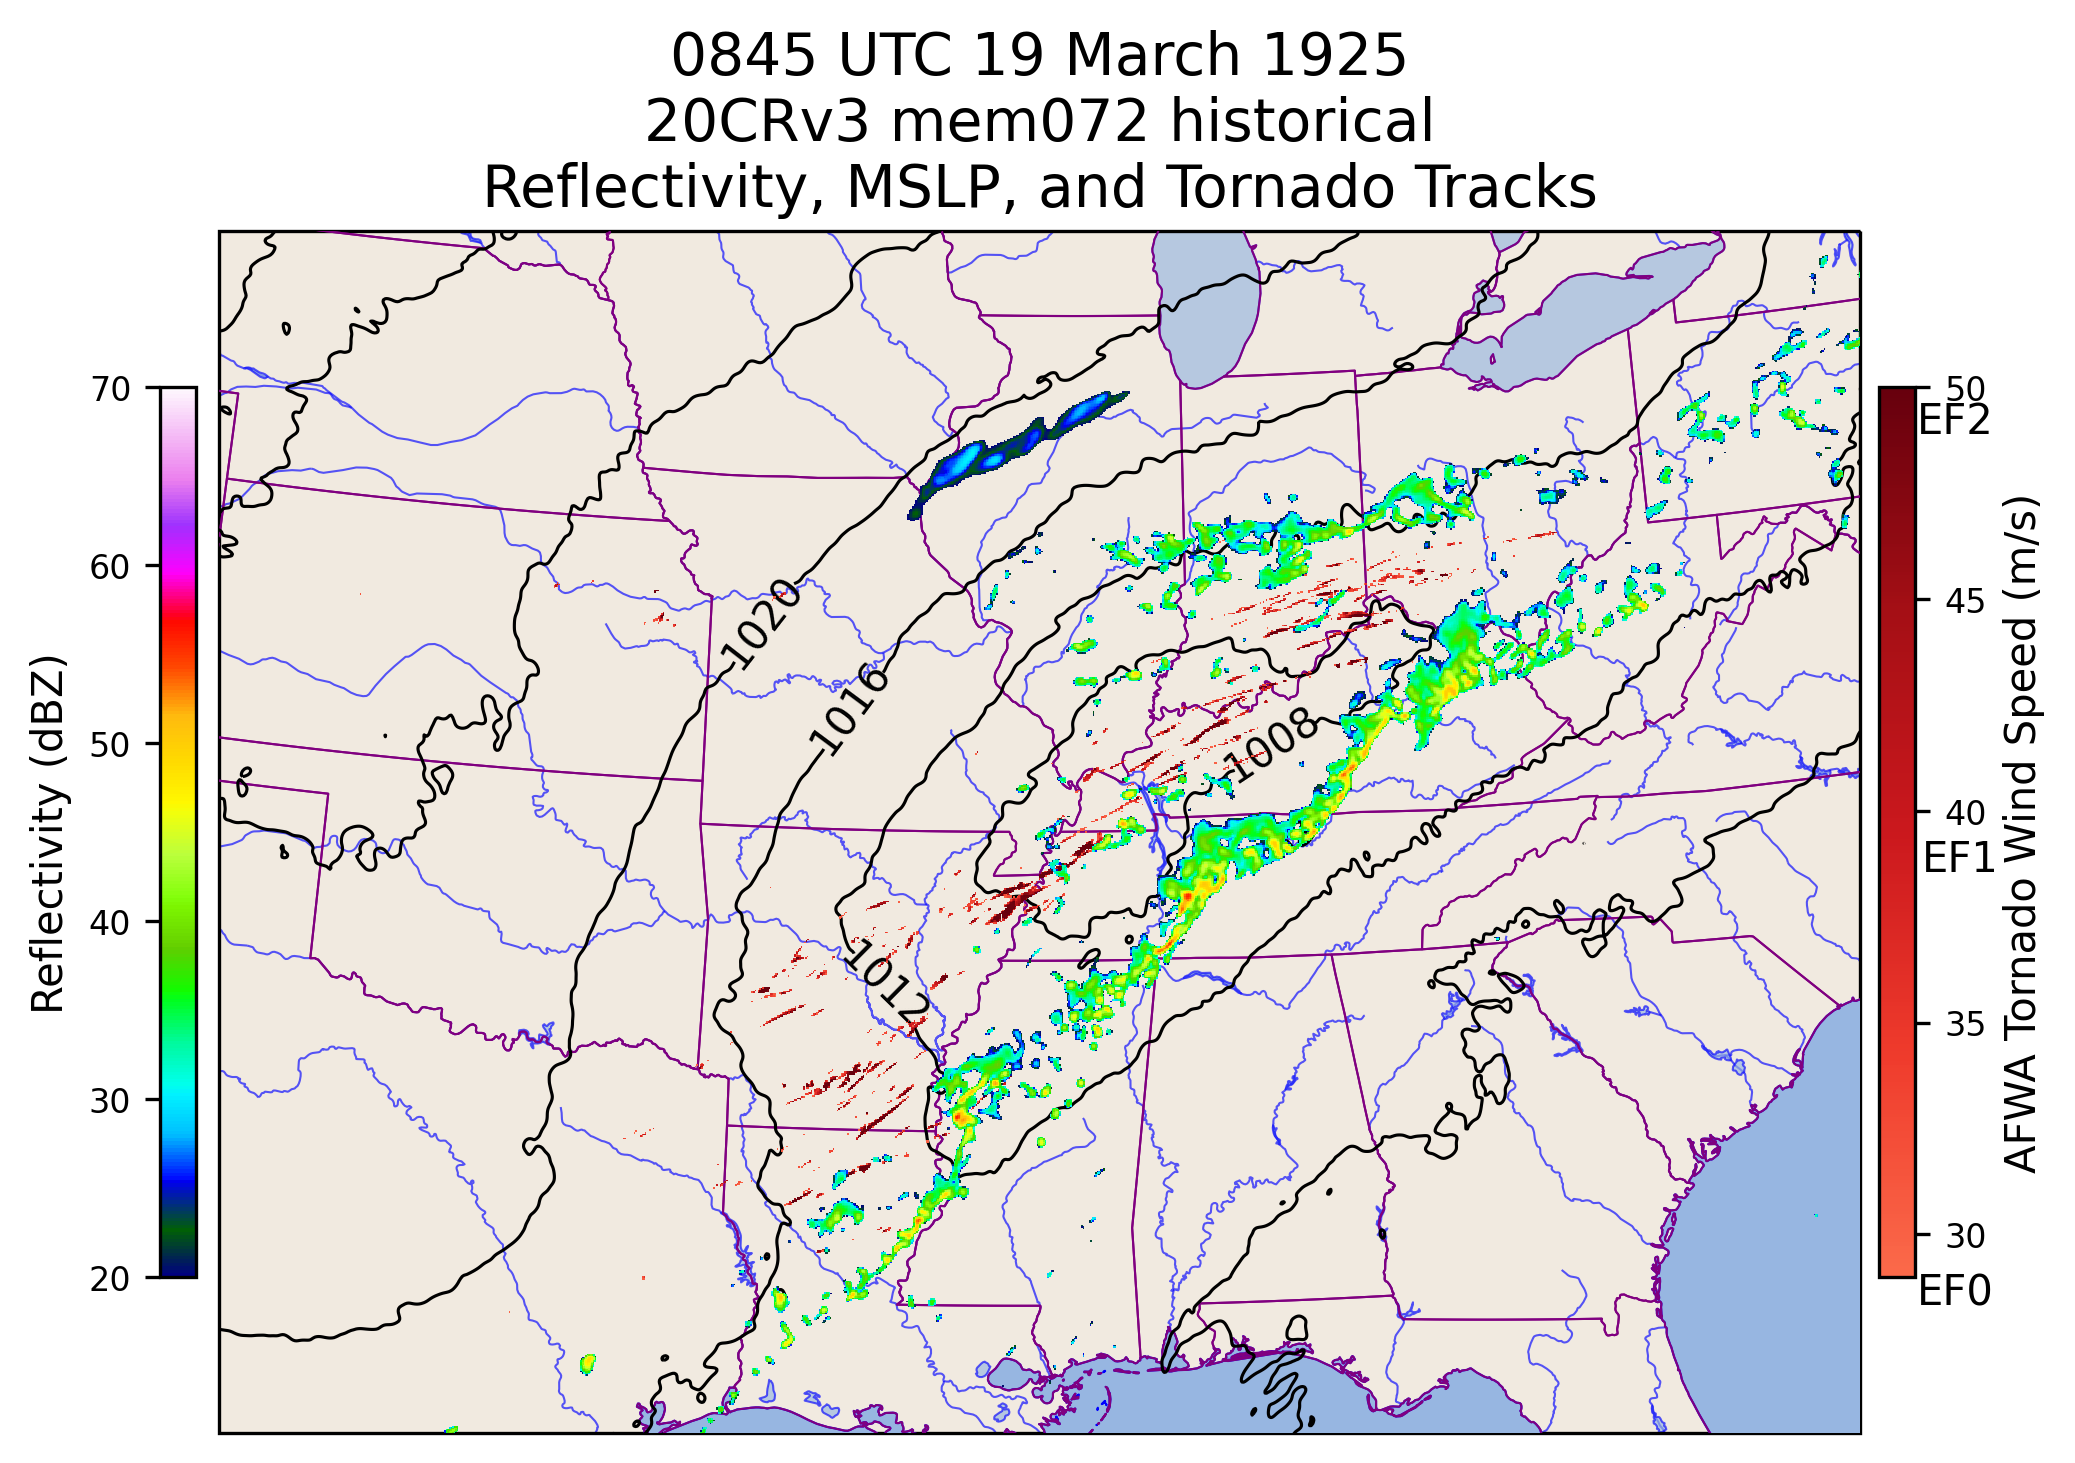 0845 UTC 19 March 1925
20CRv3 mem072 historical
Reflectivity, MSLP, and Tornado Tracks
70
60
50
40
30
20
Reflectivity (dBZ)
1020
1016
1012
1008
50
EF2
45
40
EF1
35
30
EF0
AFWA Tornado Wind Speed (m/s)